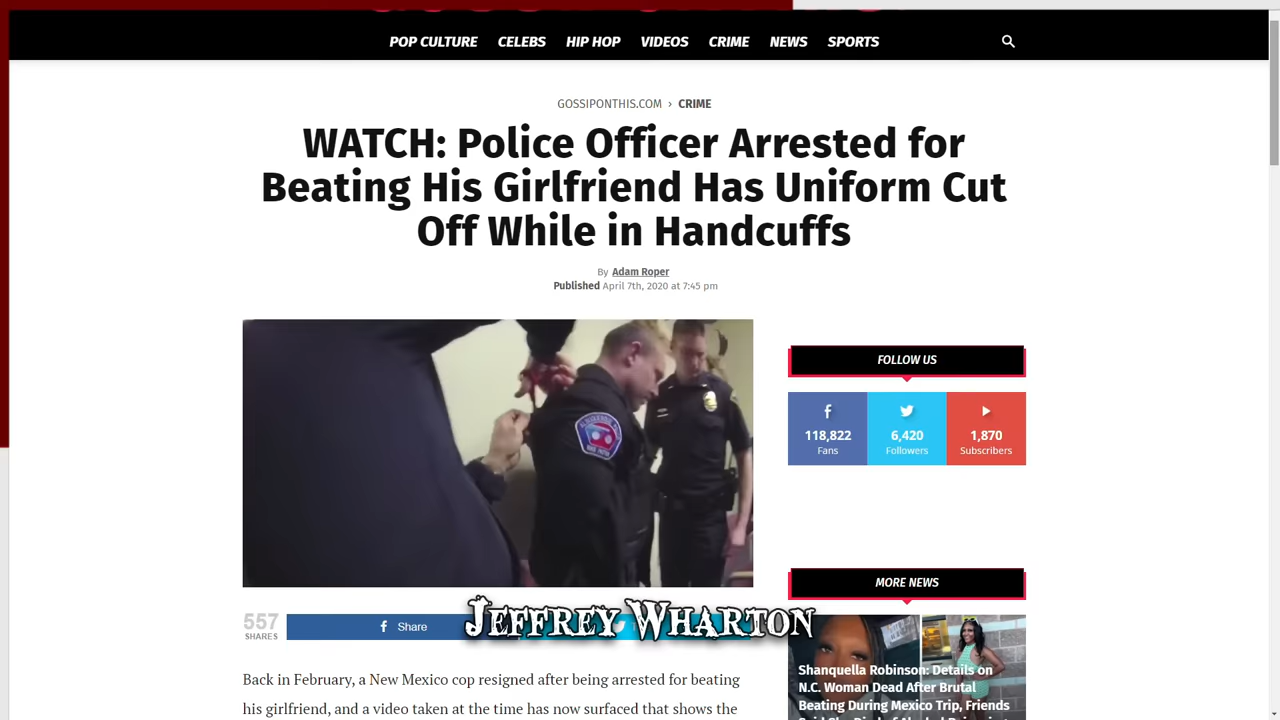 POP CULTURE CELEBS HIP HOP VIDEOS CRIME NEWS SPORTS
GOSSIPONTHIS.COM › CRIME
WATCH: Police Officer Arrested for
Beating His Girlfriend Has Uniform Cut
Off While in Handcuffs
By Adam Roper
Published April 7th, 2020 at 7:45 pm
FOLLOW US
118,822
Fans
6,420
Followers
1,870
Subscribers
MORE NEWS
557
SHARES
Share
Jeffrey Wharton
Back in February, a New Mexico cop resigned after being arrested for beating
his girlfriend, and a video taken at the time has now surfaced that shows the
Shanquella Robinson: Details on
N.C. Woman Dead After Brutal
Beating During Mexico Trip, Friends